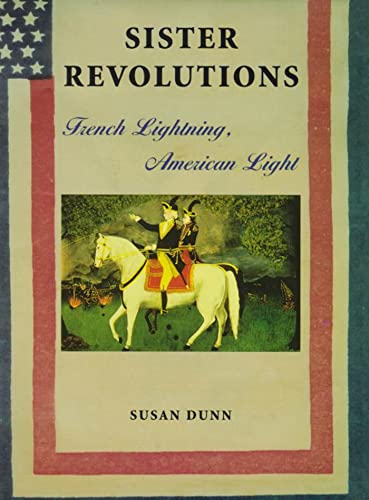 SISTER
REVOLUTIONS
French Lightning,
American Light
SUSAN DUNN